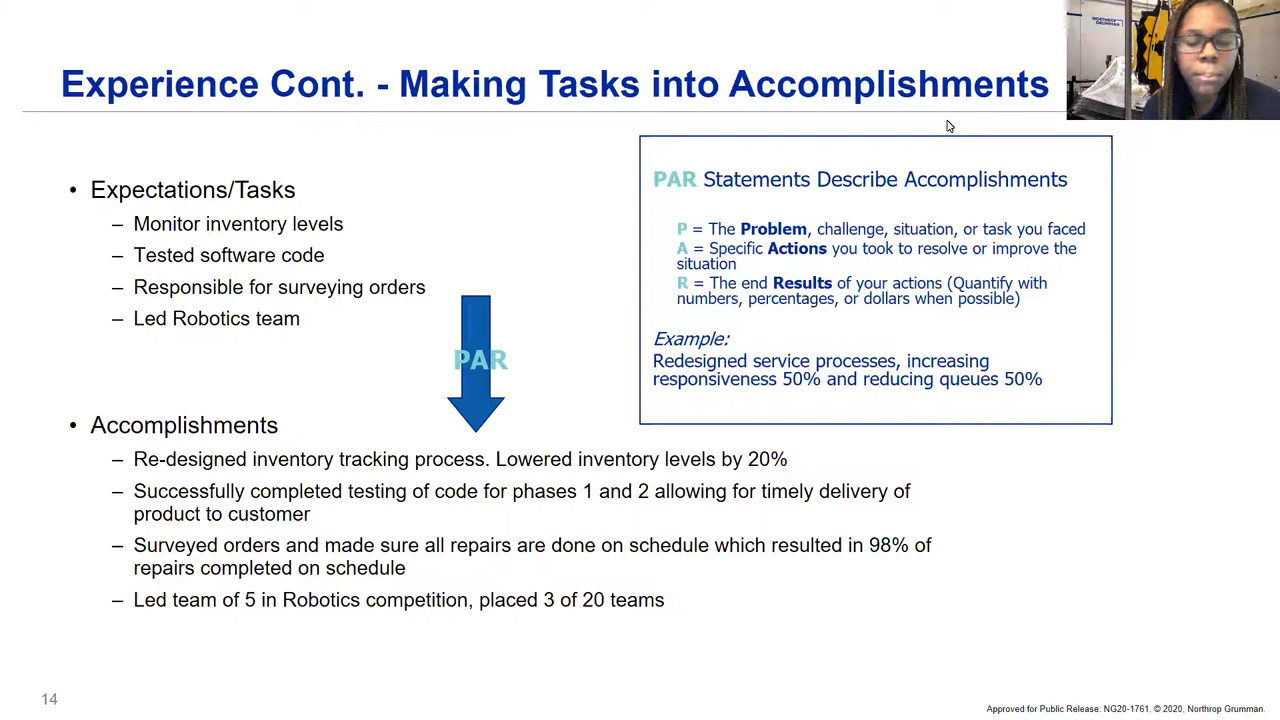 NORTHROP
GRUMMAN
Experience Cont. - Making Tasks into Accomplishments
• Expectations/Tasks
– Monitor inventory levels
– Tested software code
– Responsible for surveying orders
– Led Robotics team
PAR
PAR Statements Describe Accomplishments
P = The Problem, challenge, situation, or task you faced
A = Specific Actions you took to resolve or improve the
situation
R = The end Results of your actions (Quantify with
numbers, percentages, or dollars when possible)
Example:
Redesigned service processes, increasing
responsiveness 50% and reducing queues 50%
• Accomplishments
– Re-designed inventory tracking process. Lowered inventory levels by 20%
– Successfully completed testing of code for phases 1 and 2 allowing for timely delivery of
product to customer
– Surveyed orders and made sure all repairs are done on schedule which resulted in 98% of
repairs completed on schedule
– Led team of 5 in Robotics competition, placed 3 of 20 teams
14
Approved for Public Release: NG20-1761. © 2020, Northrop Grumman.